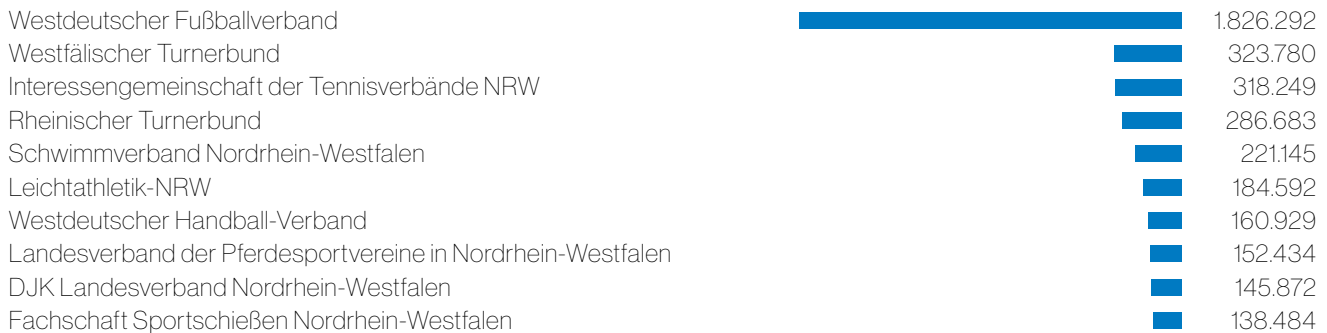 Westdeutscher Fußballverband 1.826.292
Westfälischer Turnerbund 323.780
Interessengemeinschaft der Tennisverbände NRW 318.249
Rheinischer Turnerbund 286.683
Schwimmverband Nordrhein-Westfalen 221.145
Leichtathletik-NRW 184.592
Westdeutscher Handball-Verband 160.929
Landesverband der Pferdesportvereine in Nordrhein-Westfalen 152.434
DJK Landesverband Nordrhein-Westfalen 145.872
Fachschaft Sportschießen Nordrhein-Westfalen 138.484